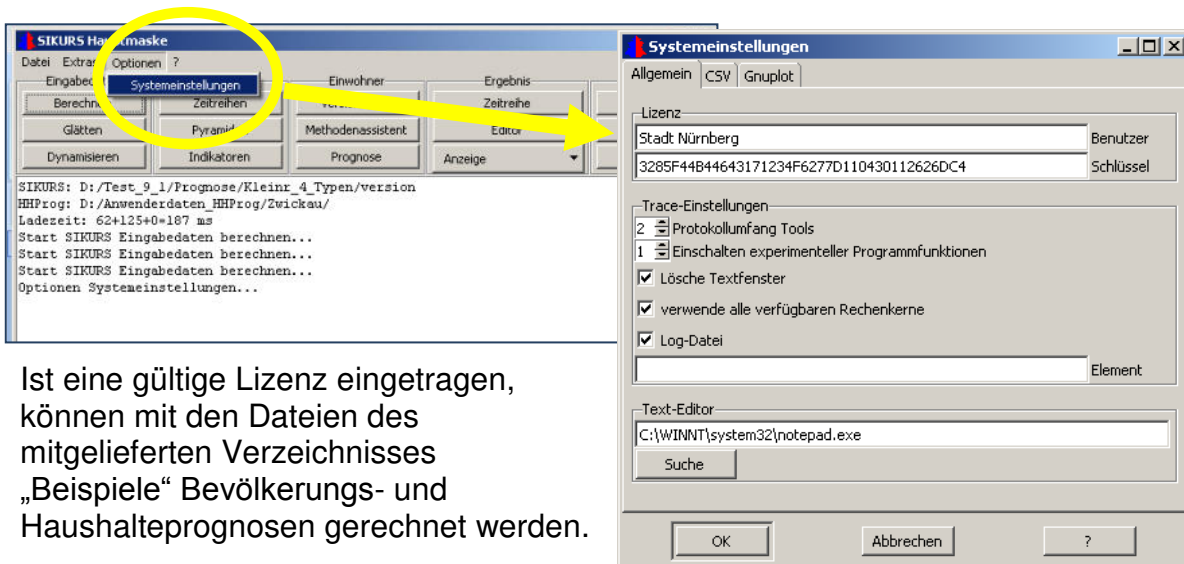 SIKURS Ha tmaske
Datei Extras Optionen ?
Systemeinstellungen
Einwohner
Ergebnis
Berechn
Zeitreihen
Zeitreihe
Glätten
Pyramid
Methodenassistent
Editor
Dynamisieren
Indikatoren
Prognose
Anzeige
SIKURS: D:/Test_9_1/Prognose/Kleinr_4_Typen/version
HHProg: D:/Anwenderdaten_HHProg/Zwickau/
Ladezeit: 62+125+0=187 ms
Start SIKURS Eingabedaten berechnen...
Start SIKURS Eingabedaten berechnen...
Start SIKURS Eingabedaten berechnen...
Optionen Systemeinstellungen...
Ist eine gültige Lizenz eingetragen,
können mit den Dateien des
mitgelieferten Verzeichnisses
„Beispiele“ Bevölkerungs- und
Haushalteprognosen gerechnet werden.
Systemeinstellungen
Allgemein CSV Gnuplot
Lizenz
Stadt Nürnberg Benutzer
3285F44B44643171234F6277D110430112626DC4 Schlüssel
Trace-Einstellungen
2 Protokollumfang Tools
1 Einschalten experimenteller Programmfunktionen
Lösche Textfenster
verwende alle verfügbaren Rechenkerne
Log-Datei
Element
Text-Editor
C:\WINNT\system32\notepad.exe
Suche
OK Abbrechen ?